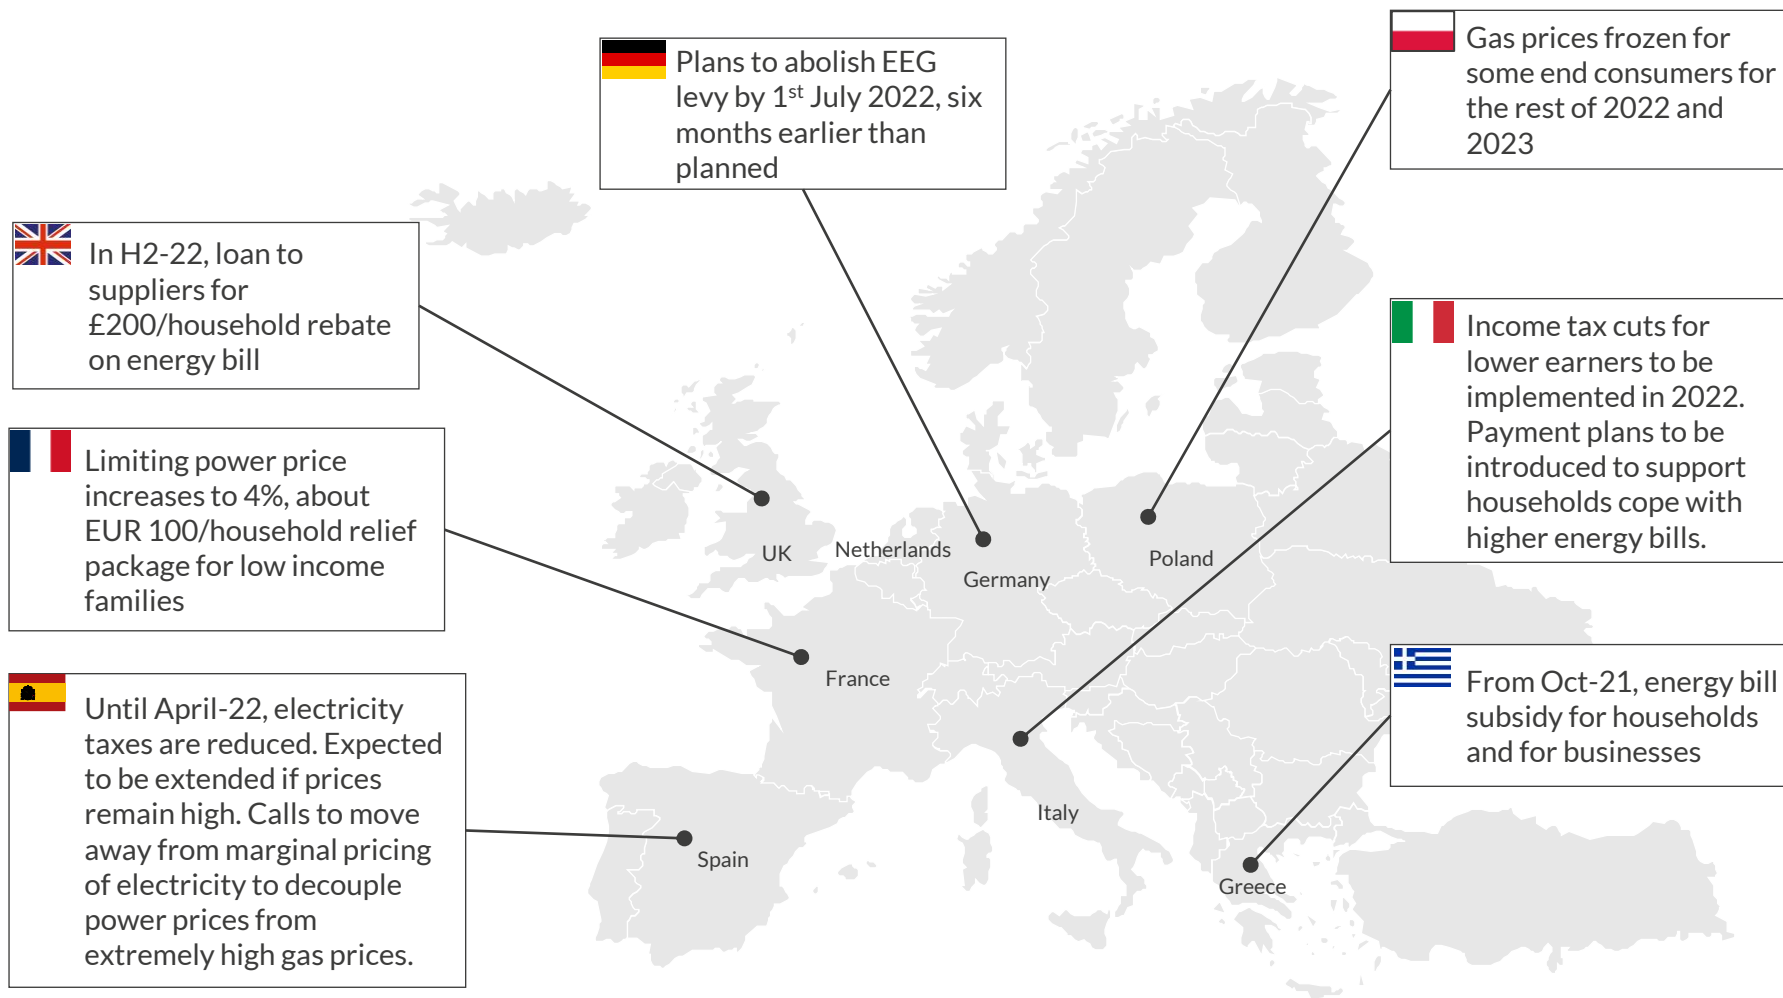 Plans to abolish EEG
levy by 1st July 2022, six
months earlier than
planned
Gas prices frozen for
some end consumers for
the rest of 2022 and
2023
In H2-22, loan to
suppliers for
£200/household rebate
on energy bill
Income tax cuts for
lower earners to be
implemented in 2022.
Payment plans to be
introduced to support
households cope with
higher energy bills.
Limiting power price
increases to 4%, about
EUR 100/household relief
package for low income
families
From Oct-21, energy bill
subsidy for households
and for businesses
Until April-22, electricity
taxes are reduced. Expected
to be extended if prices
remain high. Calls to move
away from marginal pricing
of electricity to decouple
power prices from
extremely high gas prices.
UK
Netherlands
Germany
Poland
France
Italy
Spain
Greece